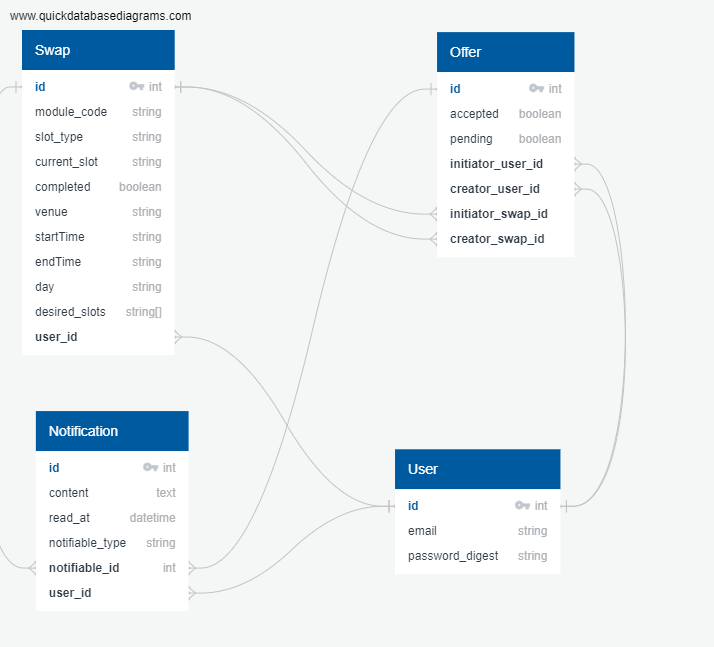 www.quickdatabasediagrams.com
Swap
id int
module_code string
slot_type string
current_slot string
completed boolean
venue string
startTime string
endTime string
day string
desired_slots string[]
user_id
Offer
id int
accepted boolean
pending boolean
initiator_user_id
creator_user_id
initiator_swap_id
creator_swap_id
Notification
id int
content text
read_at datetime
notifiable_type string
notifiable_id int
user_id
User
id int
email string
password_digest string